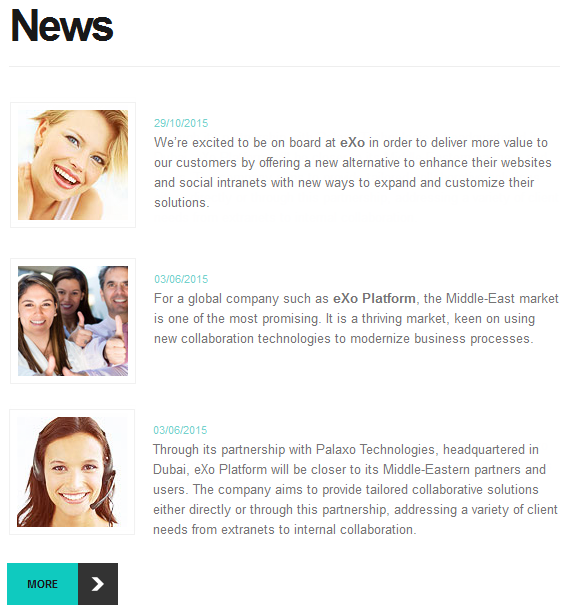 News
29/10/2015
We're excited to be on board at eXo in order to deliver more value to
our customers by offering a new alternative to enhance their websites
and social intranets with new ways to expand and customize their
solutions.
03/06/2015
For a global company such as eXo Platform, the Middle-East market
is one of the most promising. It is a thriving market, keen on using
new collaboration technologies to modernize business processes.
03/06/2015
Through its partnership with Palaxo Technologies, headquartered in
Dubai, eXo Platform will be closer to its Middle-Eastern partners and
users. The company aims to provide tailored collaborative solutions
either directly or through this partnership, addressing a variety of client
needs from extranets to internal collaboration.
MORE